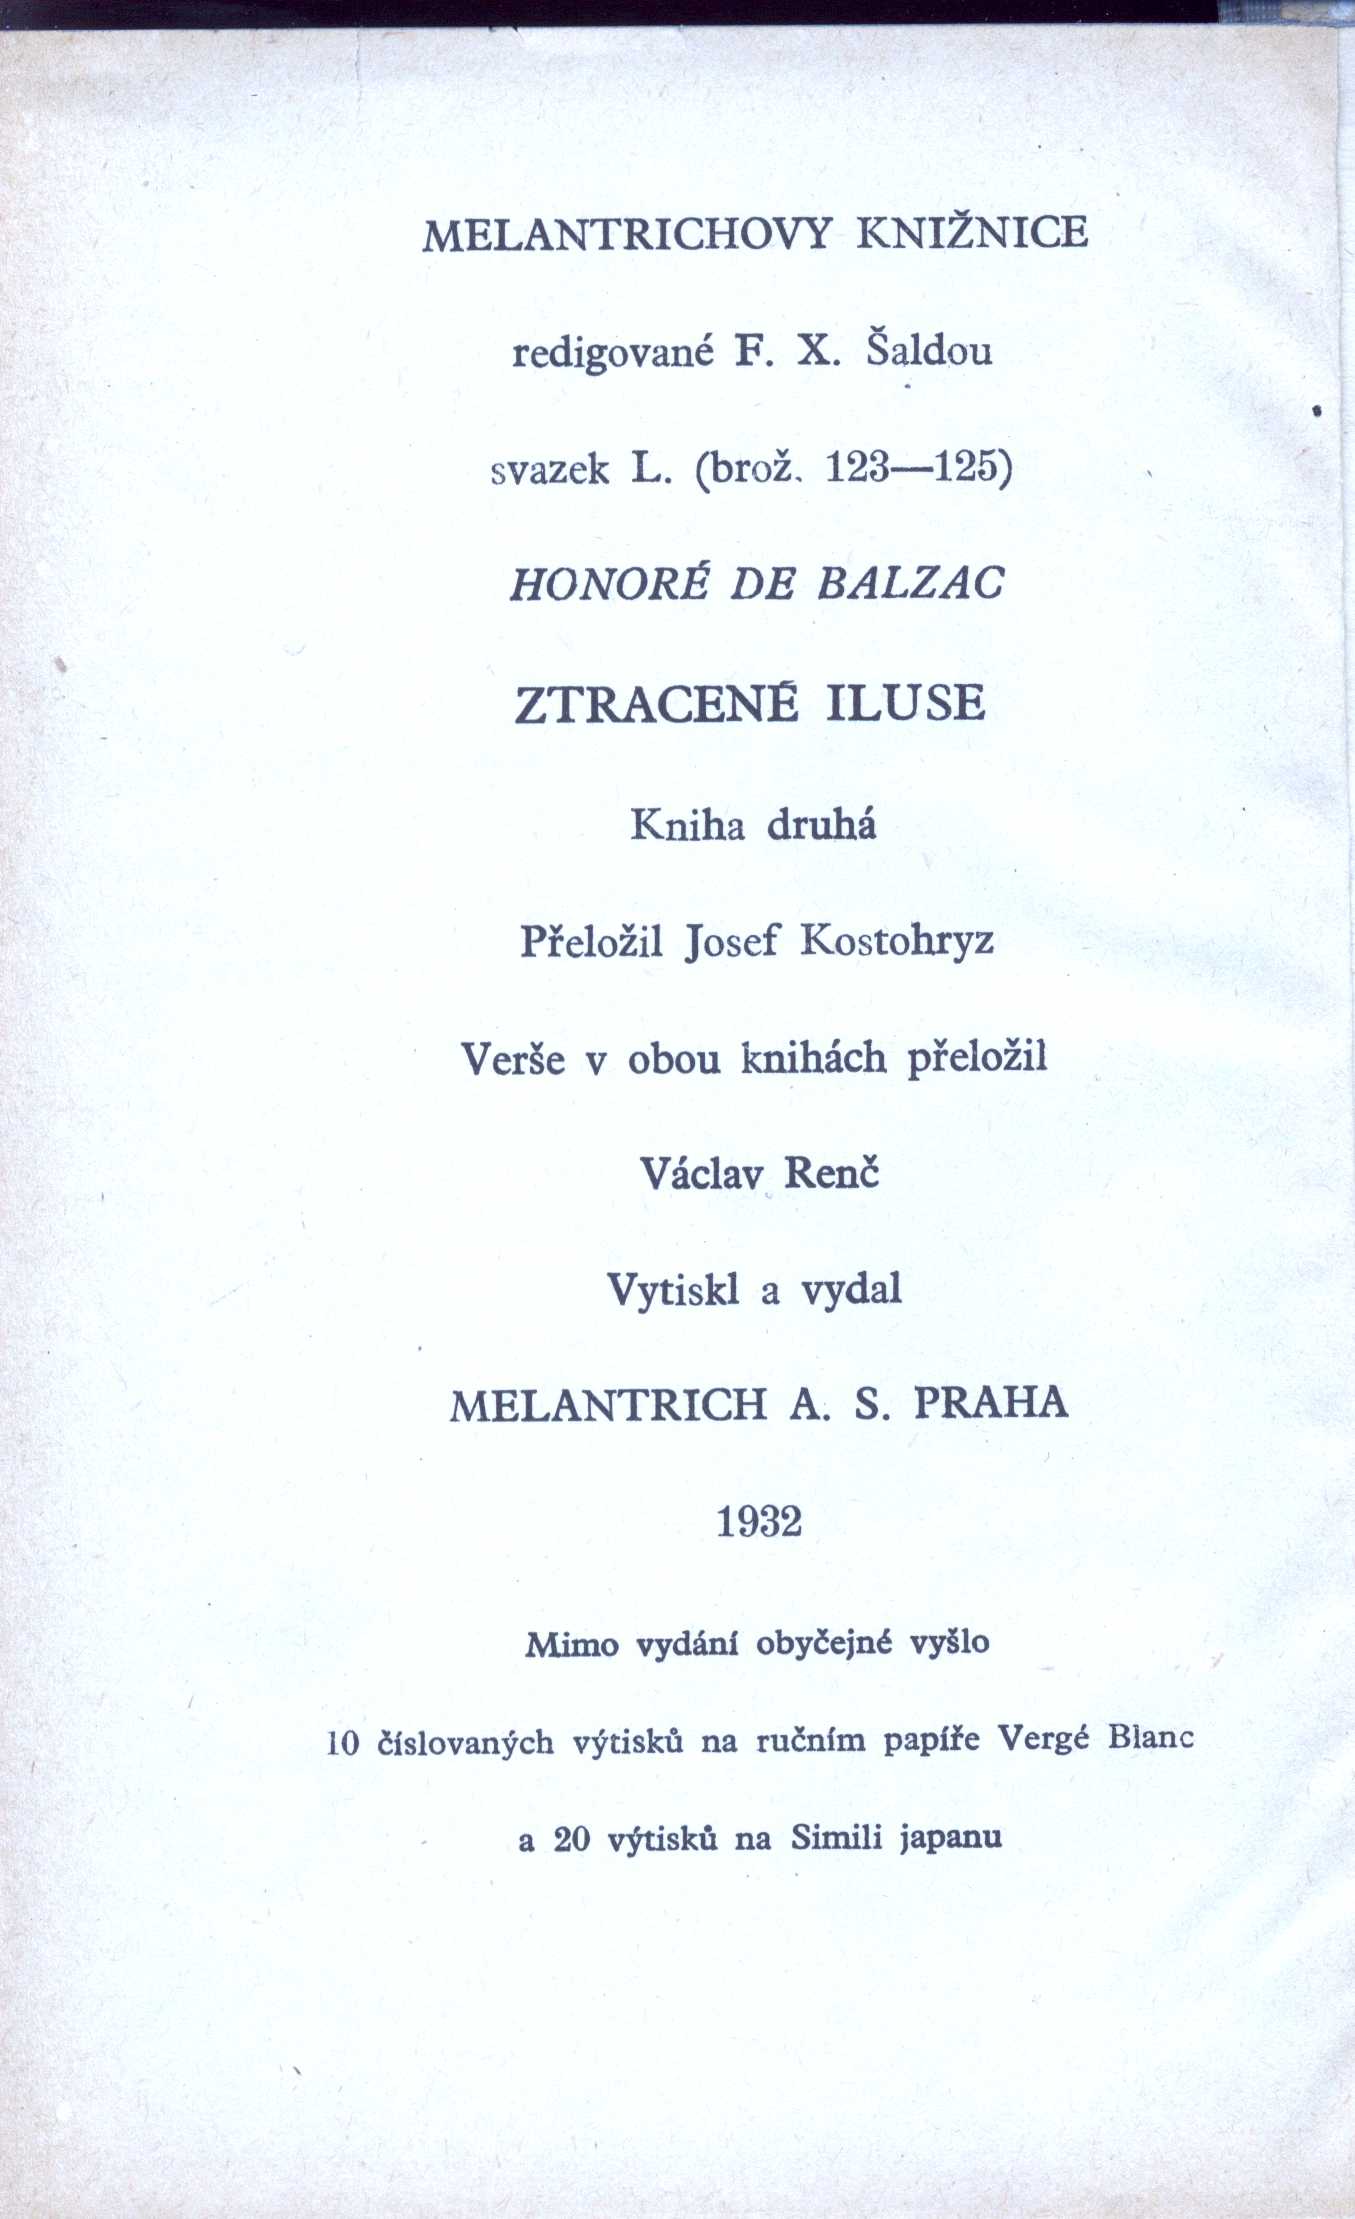 MELANTRICHOVY KNIŽNICE
redigované F. X. Šaldou
svazek L. (brož. 123—125)
HONORÉ DE BALZAC
ZTRACENÉ ILUSE
Kniha druhá
Přeložil Josef Kostohryz
Verše v obou knihách přeložil
Václav Renč
Vytiskl a vydal
MELANTRICH A. S. PRAHA
1932
Mimo vydání obyčejné vyšlo
10 číslovaných výtisků na ručním papíře Vergé Blanc
a 20 výtisků na Simili japanu